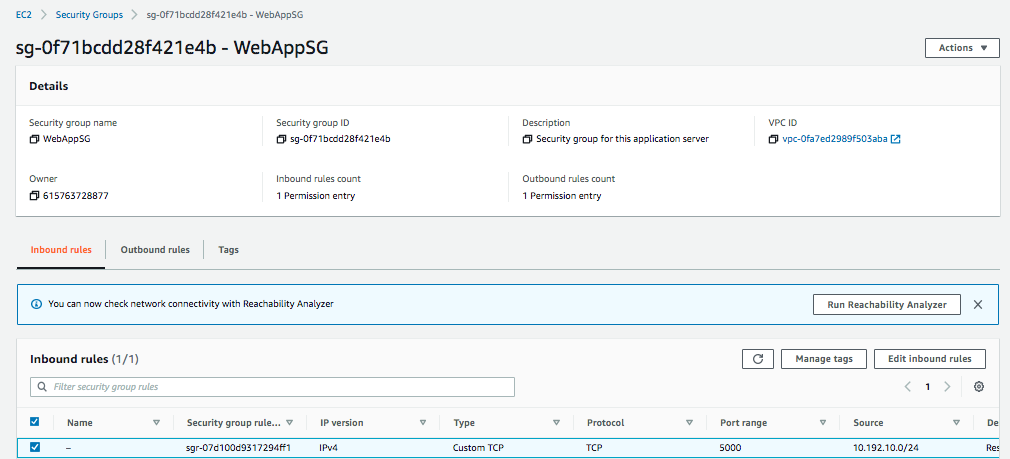 EC2 > Security Groups > sg-0f71bcdd28f421e4b - WebAppSG
sg-0f71bcdd28f421e4b - WebAppSG
Actions
Details
Security group name Security group ID Description VPC ID
WebAppSG sg-0f71bcdd28f421e4b Security group for this application server vpc-0fa7ed2989f503aba
Owner Inbound rules count Outbound rules count
615763728877 1 Permission entry 1 Permission entry
Inbound rules Outbound rules Tags
You can now check network connectivity with Reachability Analyzer Run Reachability Analyzer
Inbound rules (1/1) Manage tags Edit inbound rules
Filter security group rules 1
Name Security group rule... IP version Type Protocol Port range Source De
– sgr-07d100d9317294ff1 IPv4 Custom TCP TCP 5000 10.192.10.0/24 Res